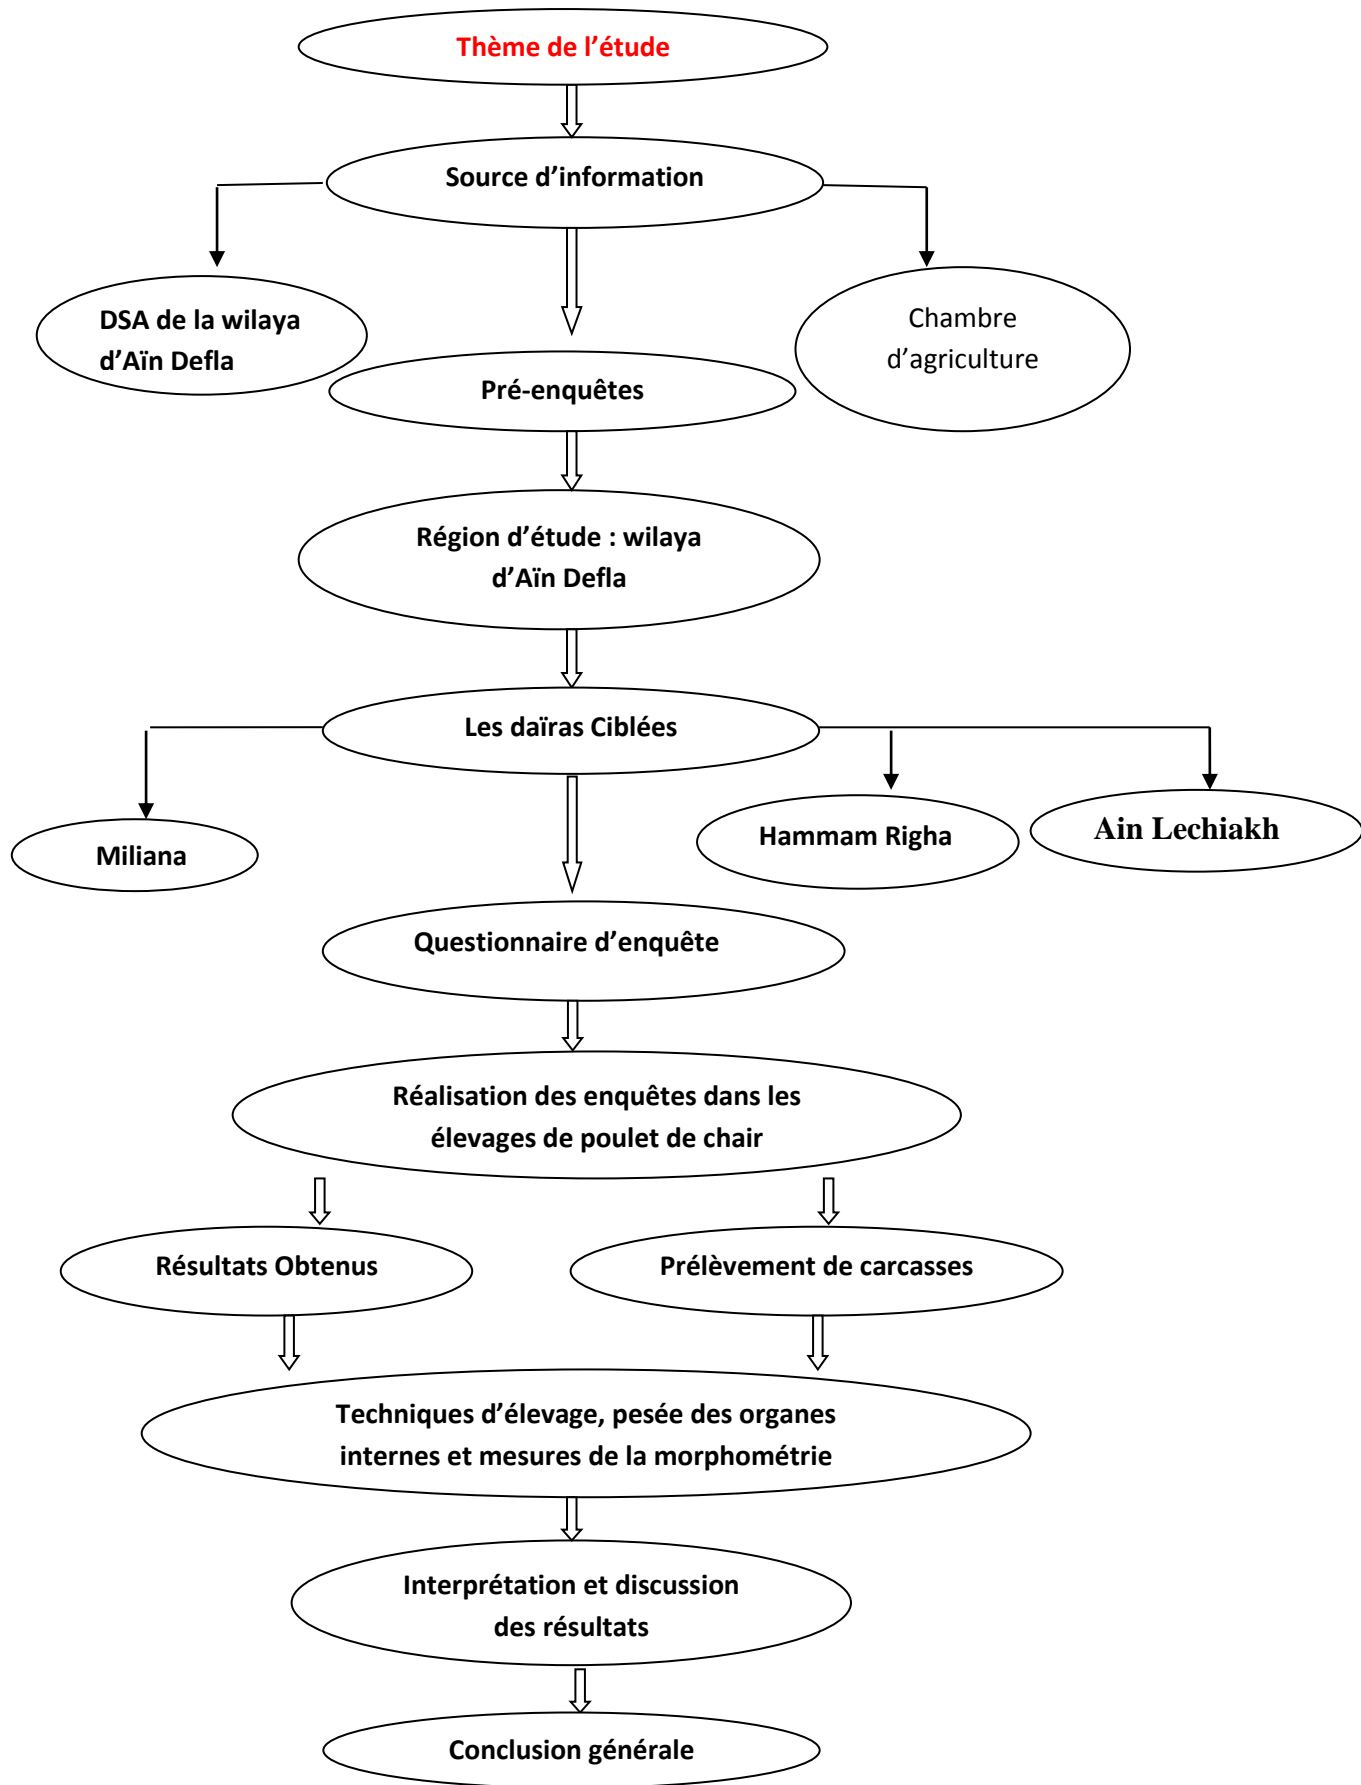 Thème de l’étude
Source d’information
DSA de la wilaya
d’Aïn Defla
Chambre
d’agriculture
Pré-enquêtes
Région d’étude : wilaya
d’Aïn Defla
Les daïras Ciblées
Miliana
Hammam Righa
Ain Lechiakh
Questionnaire d’enquête
Réalisation des enquêtes dans les
élevages de poulet de chair
Résultats Obtenus
Prélèvement de carcasses
Techniques d’élevage, pesée des organes
internes et mesures de la morphométrie
Interprétation et discussion
des résultats
Conclusion générale